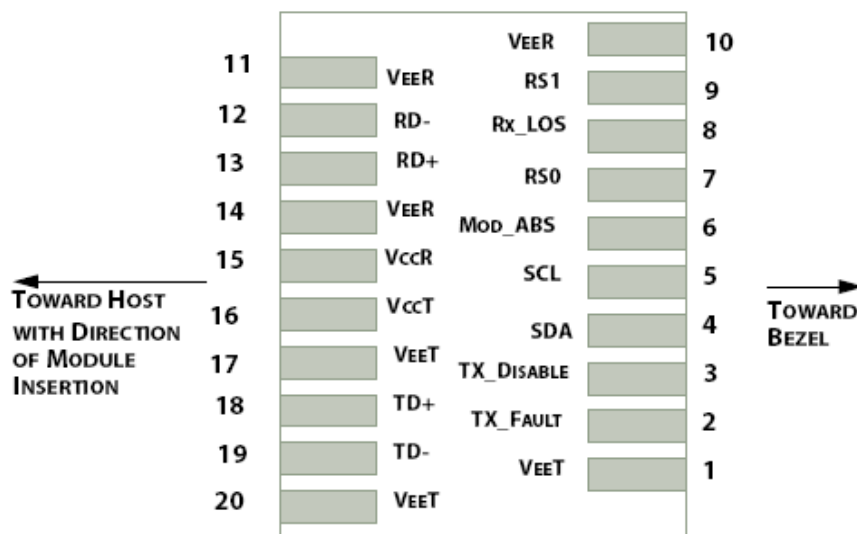 11 VEER
12 RD-
13 RD+
14 VEER
15 VCCR
16 VCCT
17 VEET
18 TD+
19 TD-
20 VEET
VEER 10
RS1 9
RX_LOS 8
RS0 7
MOD_ABS 6
SCL 5
SDA 4
TX_DISABLE 3
TX_FAULT 2
VEET 1
TOWARD HOST
WITH DIRECTION
OF MODULE
INSERTION
TOWARD
BEZEL